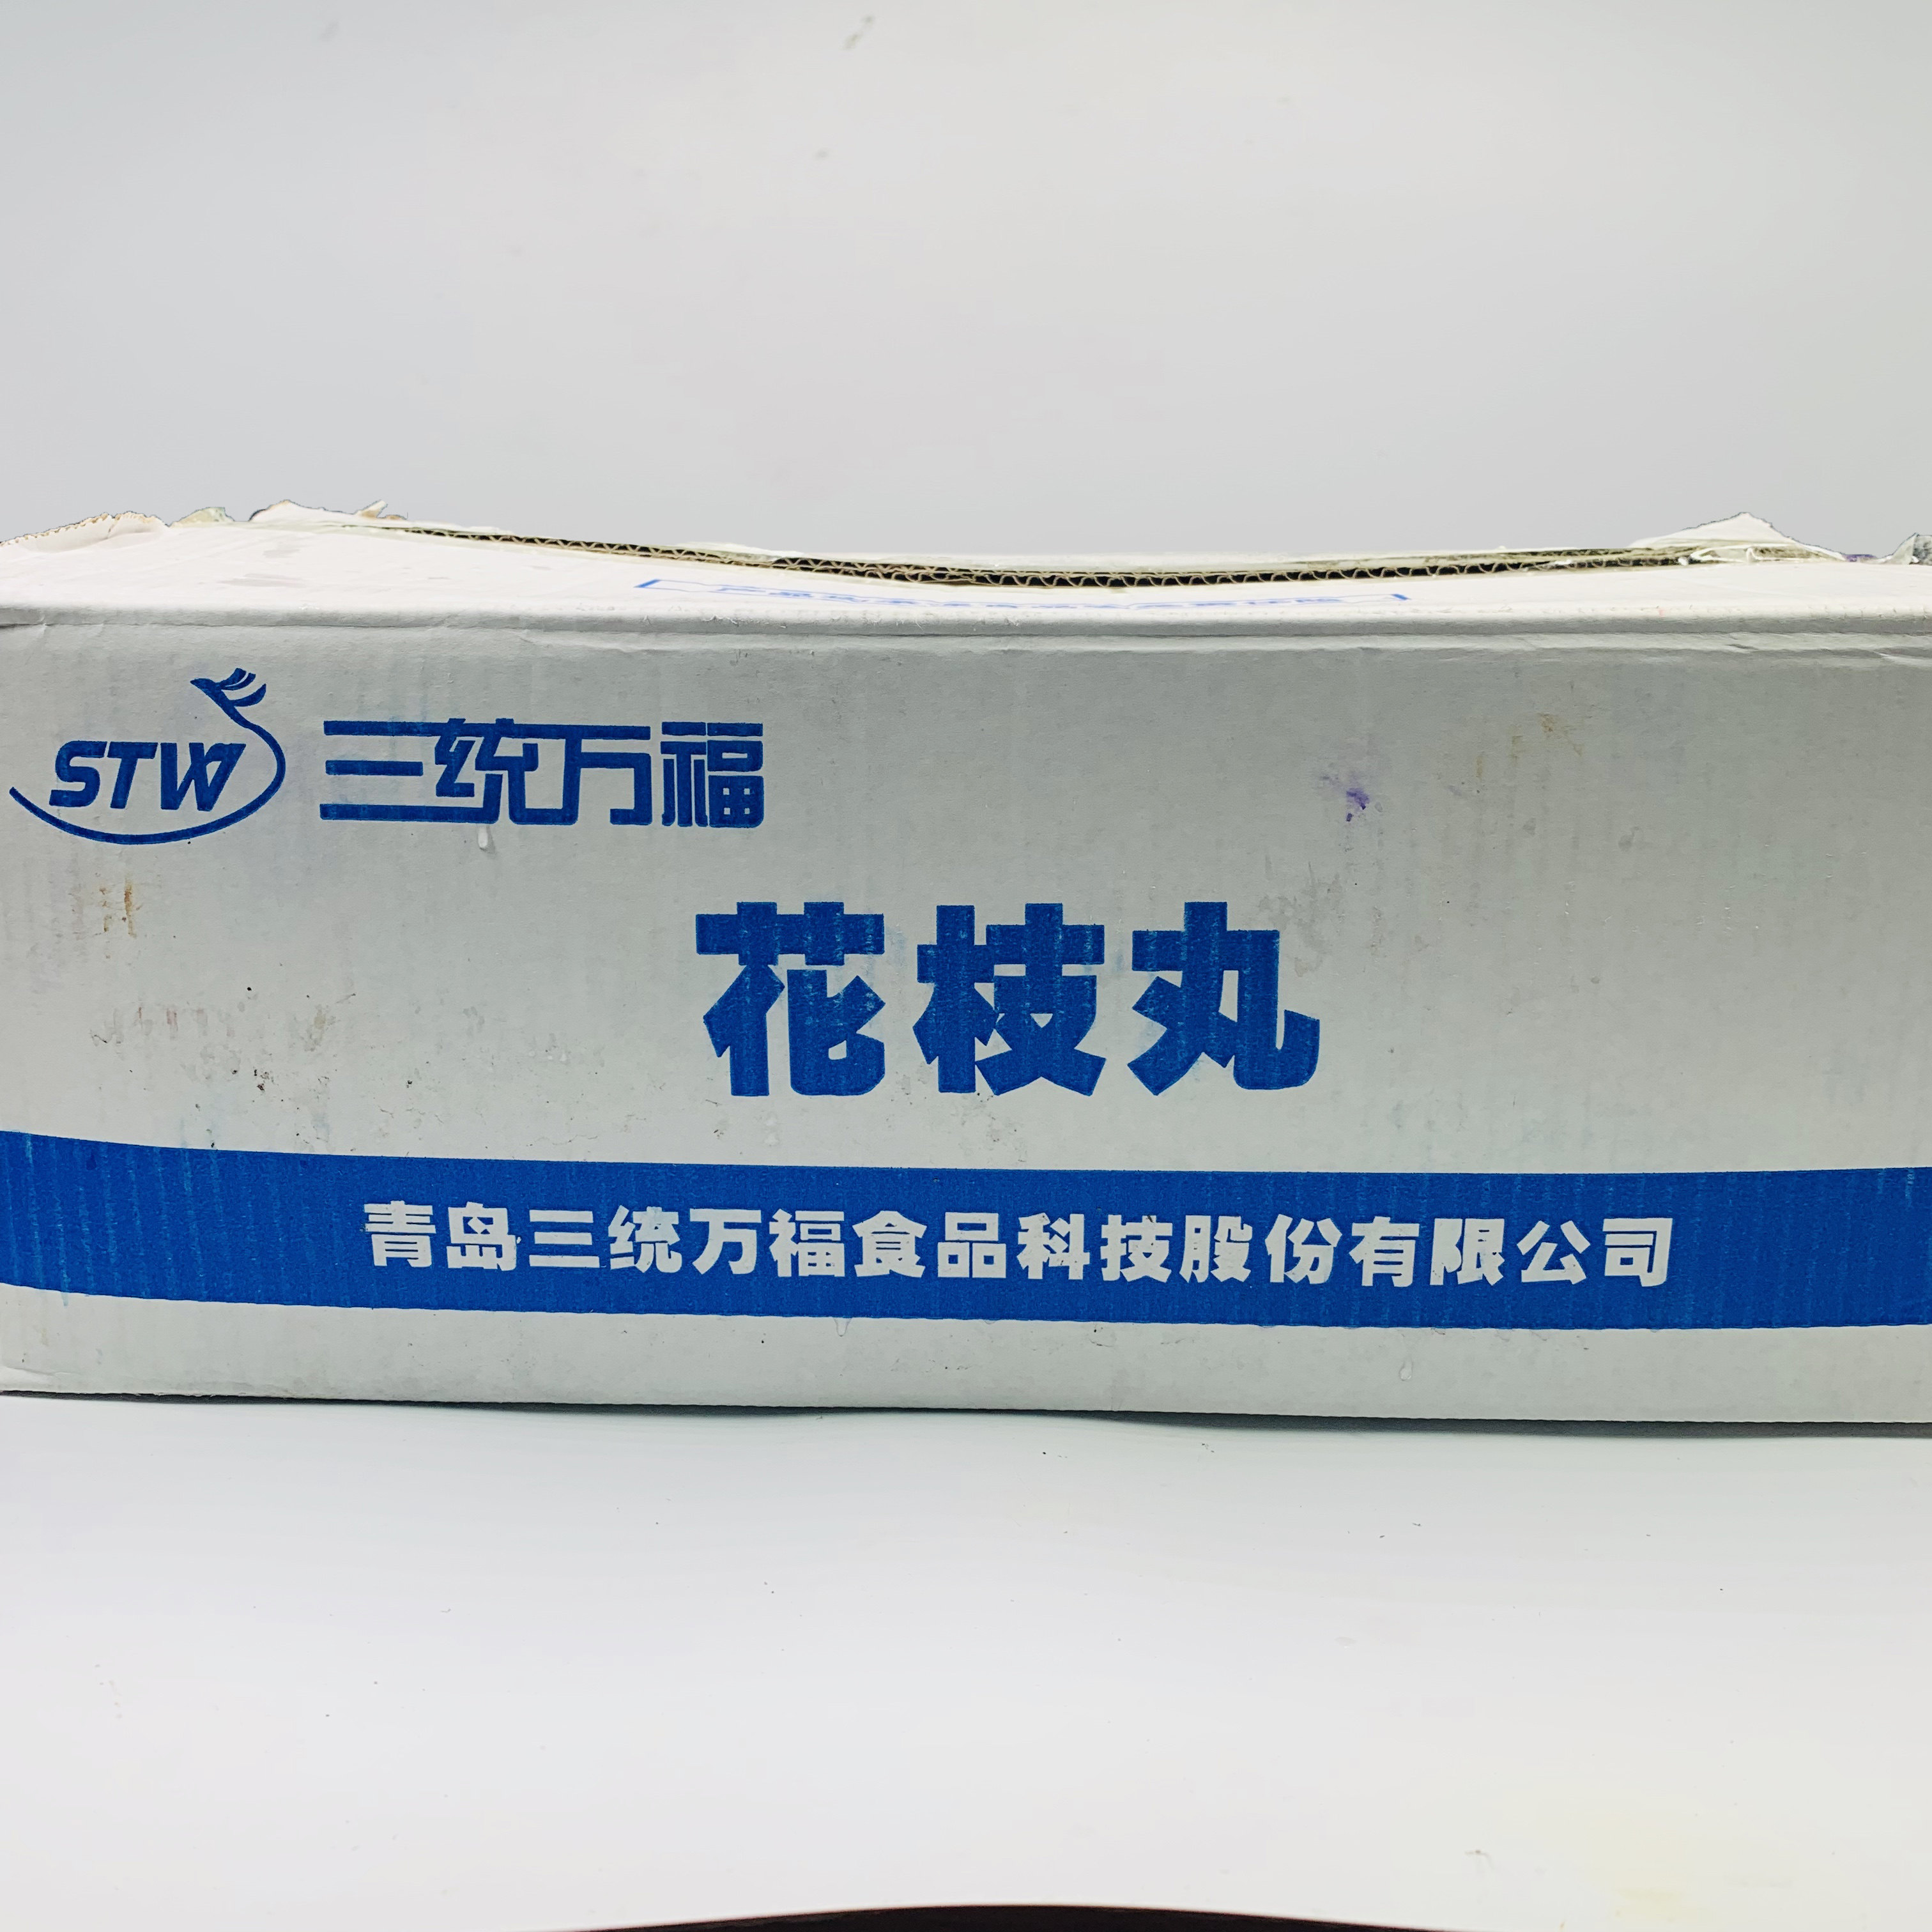 STW 三统万福
花枝丸
青岛三统万福食品科技股份有限公司